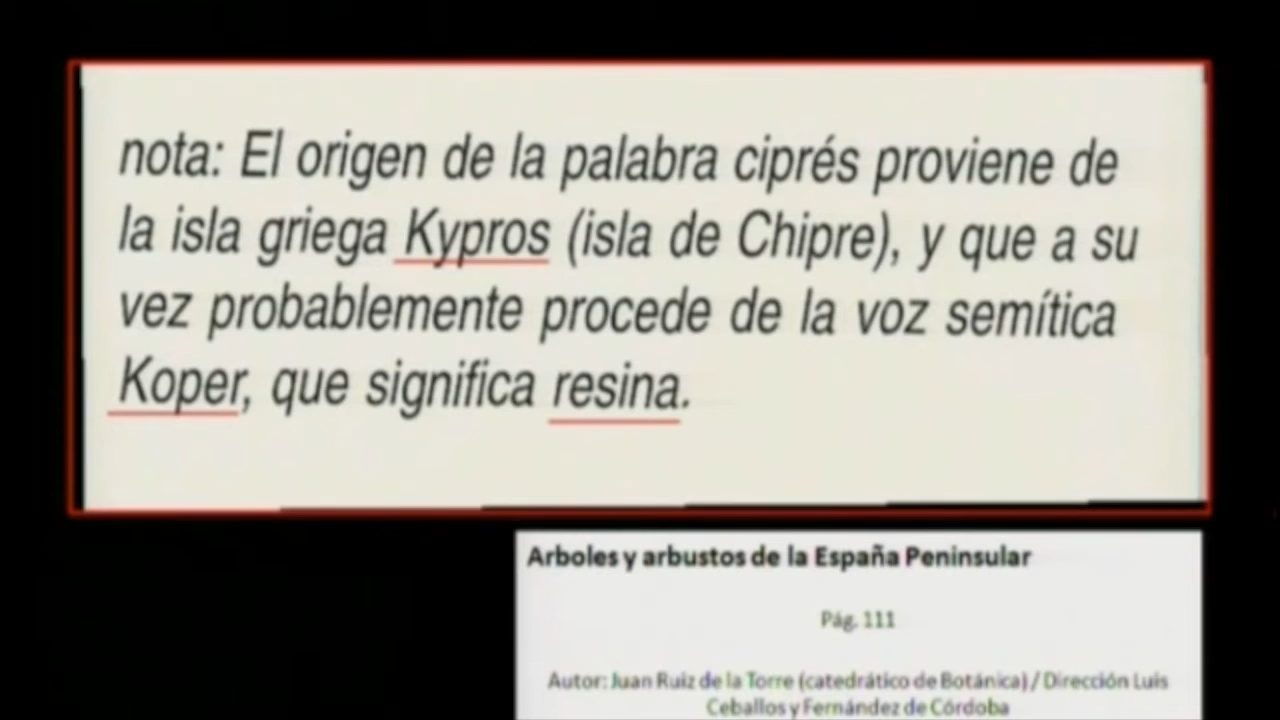 nota: El origen de la palabra ciprés proviene de
la isla griega Kypros (isla de Chipre), y que a su
vez probablemente procede de la voz semítica
Koper, que significa resina.
Arboles y arbustos de la España Peninsular
Pág. 111
Autor: Juan Ruiz de la Torre (catedrático de Botánica) / Dirección Luis
Ceballos y Fernández de Córdoba